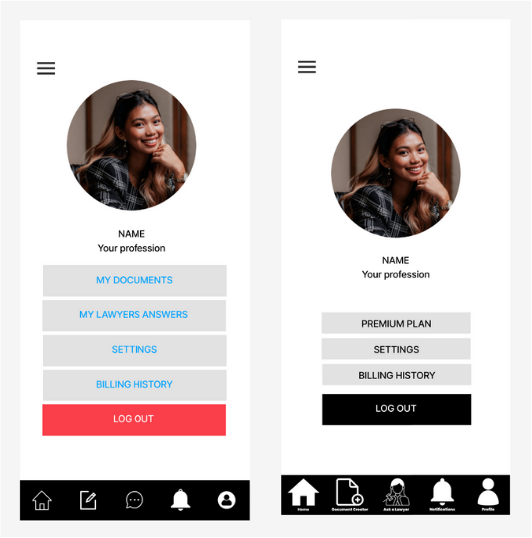 NAME
Your profession
MY DOCUMENTS
MY LAWYERS ANSWERS
SETTINGS
BILLING HISTORY
LOG OUT
NAME
Your profession
PREMIUM PLAN
SETTINGS
BILLING HISTORY
LOG OUT
Home Document Creator Ask a Lawyer Notifications Profile